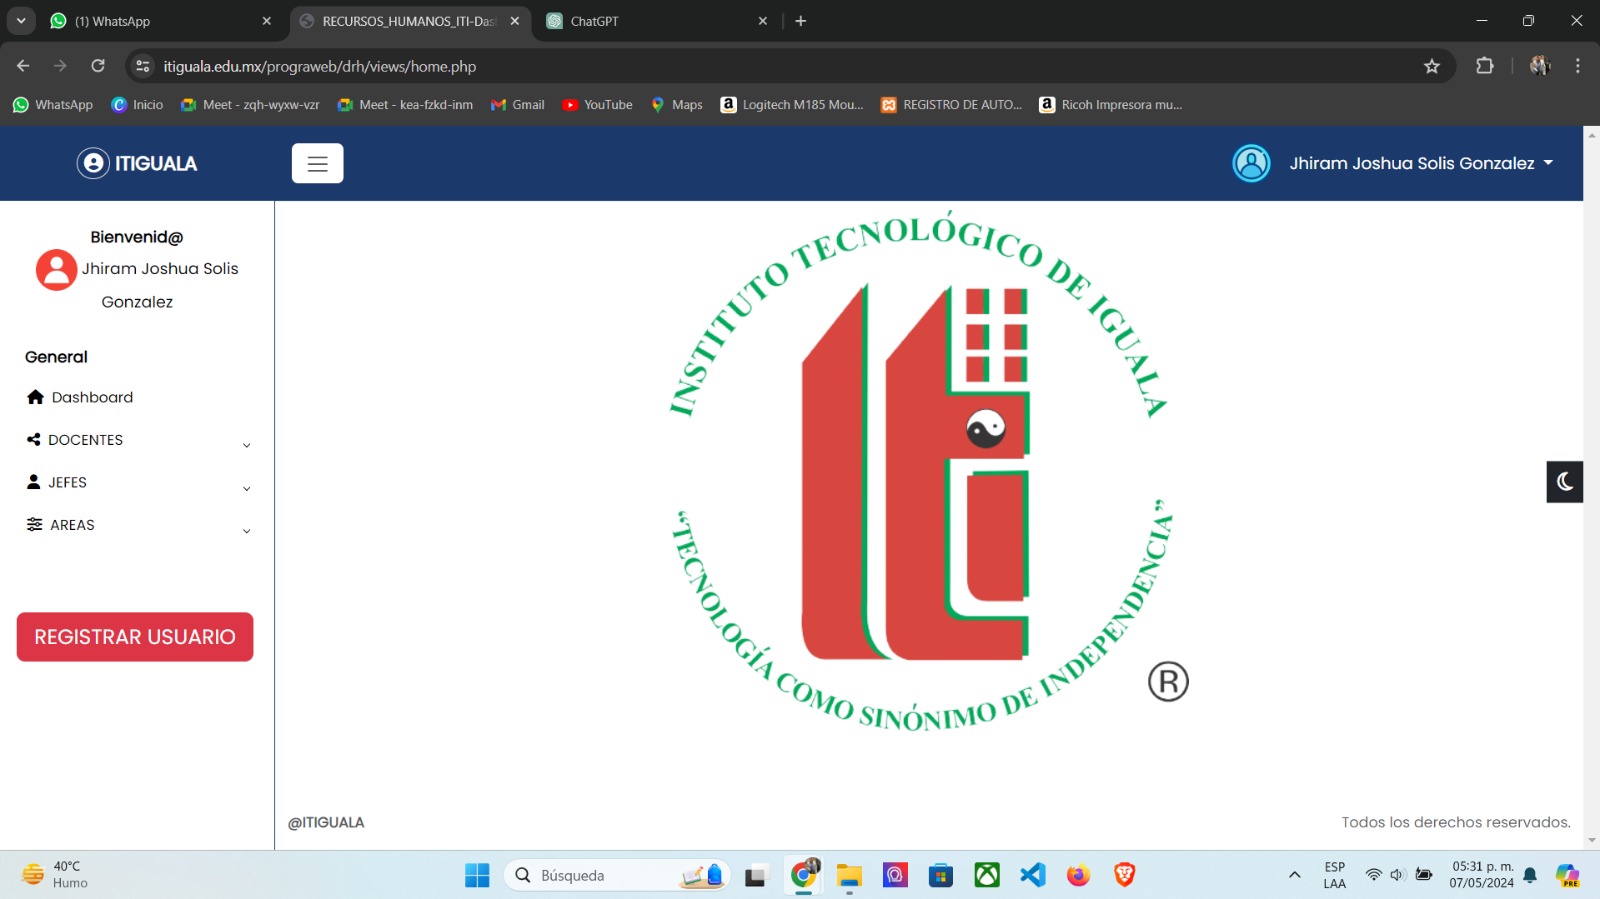 (1) WhatsApp
RECURSOS_HUMANOS_ITI-Das
ChatGPT
itiguala.edu.mx/prograweb/drh/views/home.php
WhatsApp
Inicio
Meet - zqh-wyxw-vzr
Meet - kea-fzkd-inm
Gmail
YouTube
Maps
Logitech M185 Mou...
REGISTRO DE AUTO...
Ricoh Impresora mu...
ITIGUALA
Jhiram Joshua Solis Gonzalez
Bienvenid@
Jhiram Joshua Solis
Gonzalez
General
Dashboard
DOCENTES
JEFES
AREAS
REGISTRAR USUARIO
INSTITUTO TECNOLÓGICO DE IGUALA
“TECNOLOGÍA COMO SINÓNIMO DE INDEPENDENCIA”
®
@ITIGUALA
Todos los derechos reservados.
40°C
Humo
Búsqueda
PRE
ESP
LAA
05:31 p. m.
07/05/2024